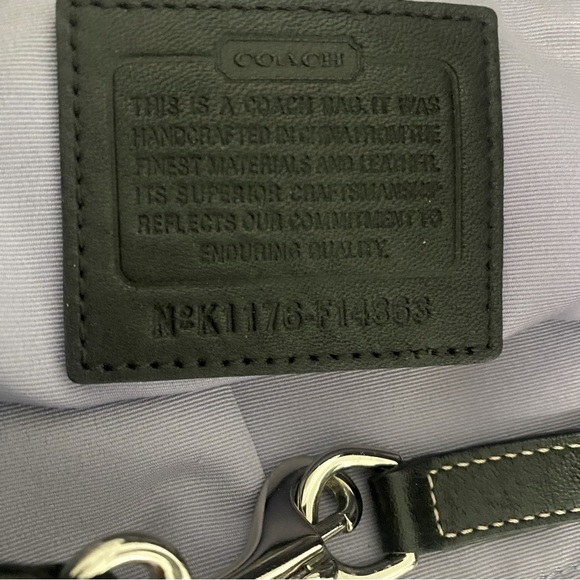 COACH
THIS IS A COACH BAG. IT WAS
HANDCRAFTED IN CHINA FROM THE
FINEST MATERIALS AND LEATHER.
ITS SUPERIOR CRAFTSMANSHIP
REFLECTS OUR COMMITMENT TO
ENDURING QUALITY.
Nº K1176-F14863